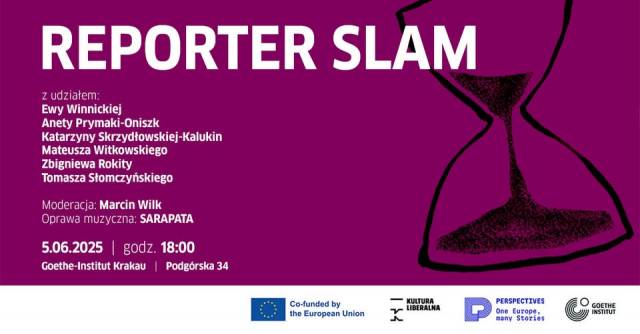 REPORTER SLAM
z udziałem:
Ewy Winnickiej
Anety Prymaki-Oniszk
Katarzyny Skrzydłowskiej-Kalukin
Mateusza Witkowskiego
Zbigniewa Rokity
Tomasza Słomczyńskiego
Moderacja: Marcin Wilk
Oprawa muzyczna: SARAPATA
5.06.2025 | godz. 18:00
Goethe-Institut Krakau | Podgórska 34
Co-funded by
the European Union
KULTURA
LIBERALNA
PERSPECTIVES
One Europe,
many Stories
GOETHE
INSTITUT